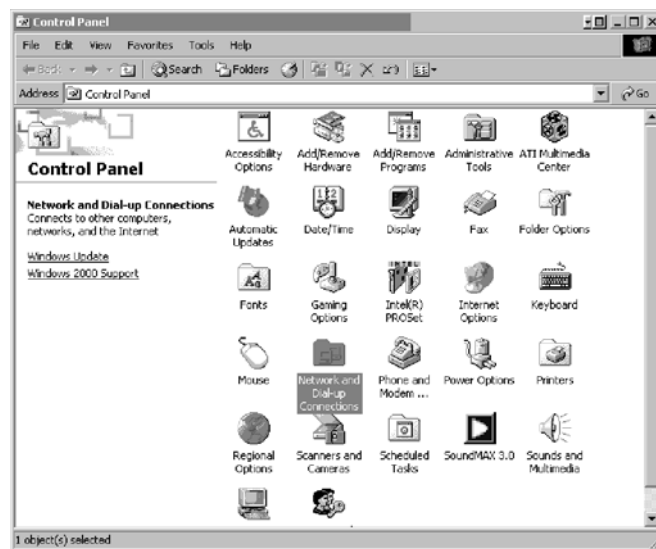 Control Panel
File Edit View Favorites Tools Help
Back Search Folders
Address Control Panel Go
Control Panel
Network and Dial-up Connections
Connects to other computers,
networks, and the Internet
Windows Update
Windows 2000 Support
Accessibility Options
Add/Remove Hardware
Add/Remove Programs
Administrative Tools
ATI Multimedia Center
Automatic Updates
Date/Time
Display
Fax
Folder Options
Fonts
Gaming Options
Intel(R) PROSet
Internet Options
Keyboard
Mouse
Network and Dial-up Connections
Phone and Modem ...
Power Options
Printers
Regional Options
Scanners and Cameras
Scheduled Tasks
SoundMAX 3.0
Sounds and Multimedia
1 object(s) selected